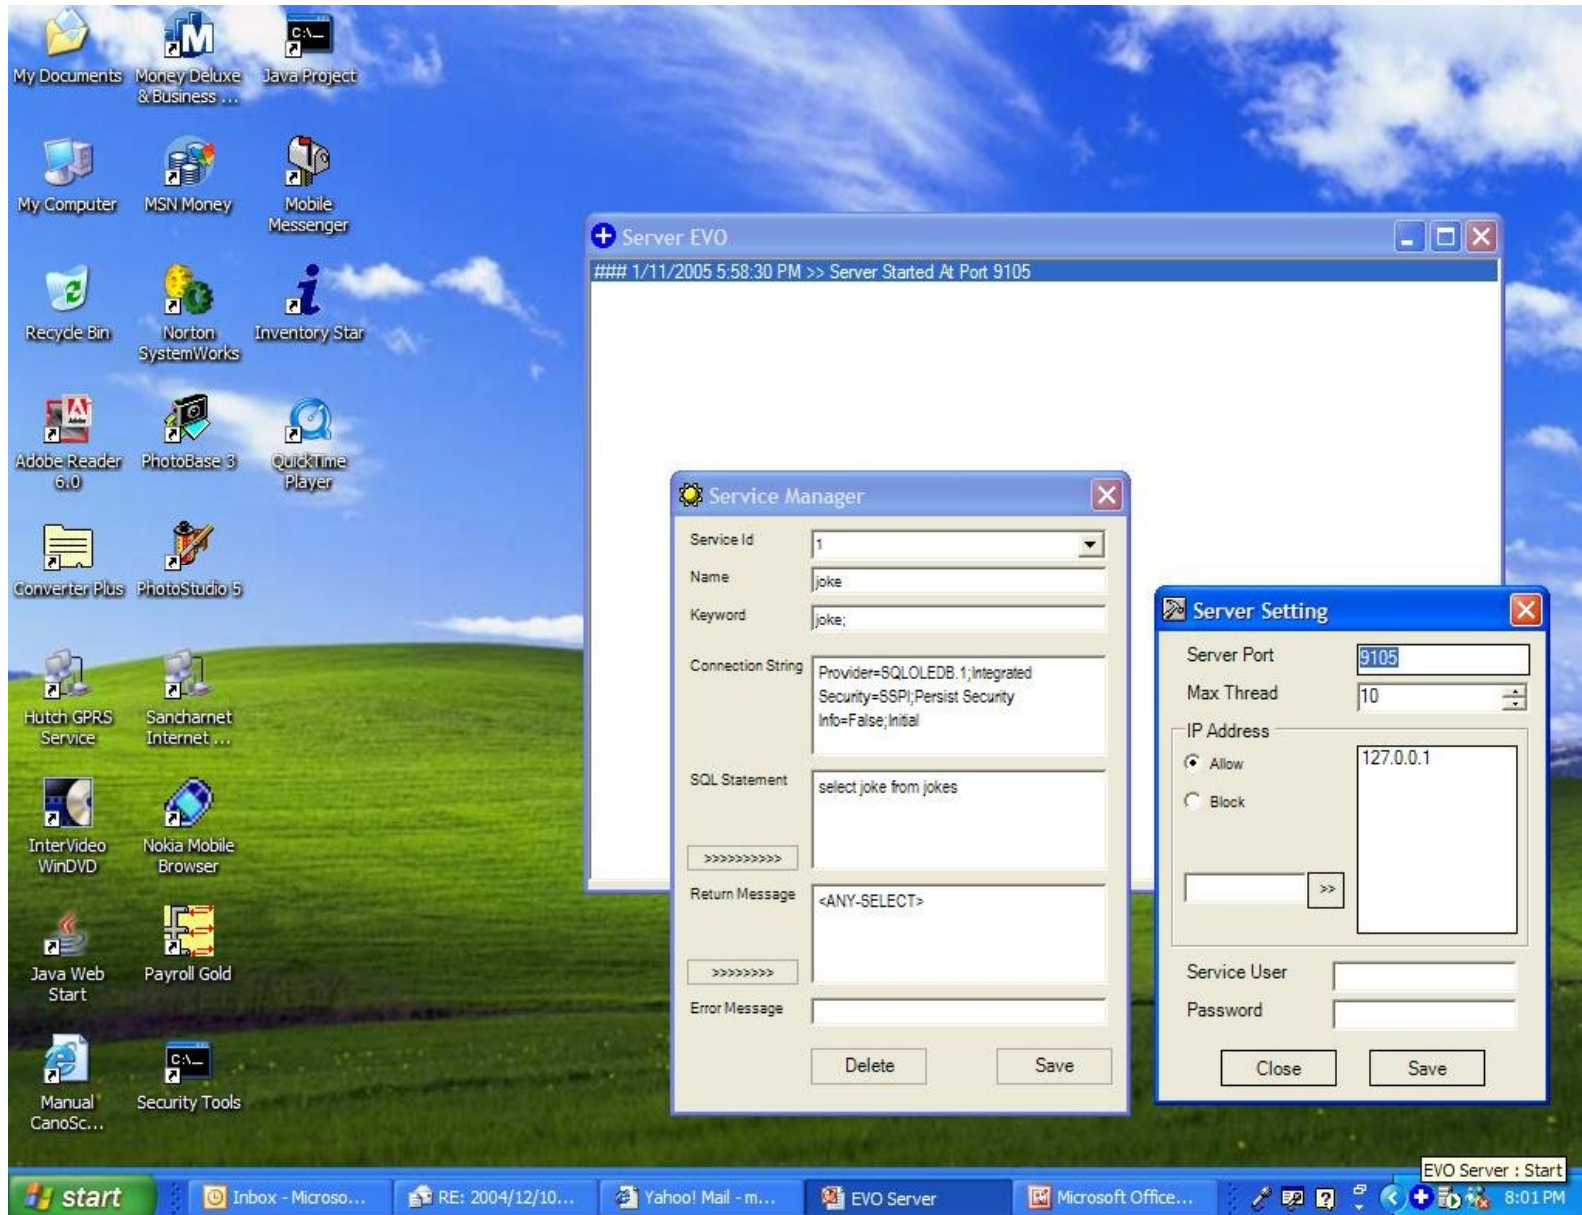 My Documents
Money Deluxe
& Business ...
Java Project
My Computer
MSN Money
Mobile
Messenger
Recycle Bin
Norton
SystemWorks
Inventory Star
Adobe Reader
6.0
PhotoBase 3
QuickTime
Player
Converter Plus
PhotoStudio 5
Hutch GPRS
Service
Sancharnet
Internet ...
InterVideo
WinDVD
Nokia Mobile
Browser
Java Web
Start
Payroll Gold
Manual
CanoSc...
Security Tools
Server EVO
### 1/11/2005 5:58:30 PM >> Server Started At Port 9105
Service Manager
Service Id
1
Name
joke
Keyword
joke;
Connection String
Provider=SQLOLEDB.1;Integrated
Security=SSPI;Persist Security
Info=False;Initial
SQL Statement
select joke from jokes
>>>>>>>>>>
Return Message
<ANY-SELECT>
>>>>>>>>
Error Message
Delete
Save
Server Setting
Server Port
9105
Max Thread
10
IP Address
Allow
127.0.0.1
Block
>>
Service User
Password
Close
Save
EVO Server : Start
start
Inbox - Microso...
RE: 2004/12/10...
Yahoo! Mail - m...
EVO Server
Microsoft Office...
8:01 PM